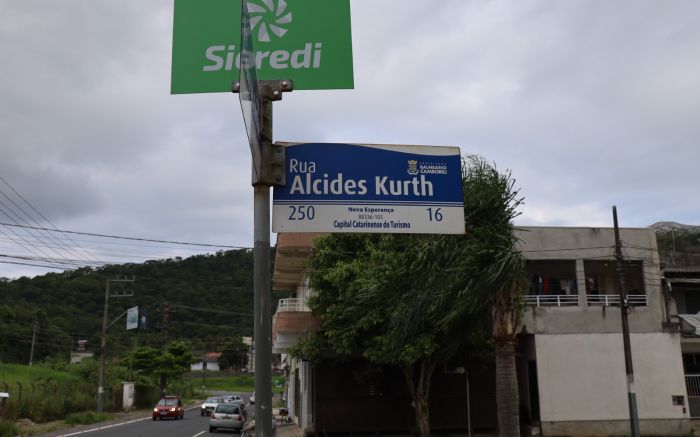 Sicredi
Rua
Alcides Kurth
PREFEITURA
BALNEÁRIO
CAMBORIÚ
Nova Esperança
88336-105
250 16
Capital Catarinense do Turismo